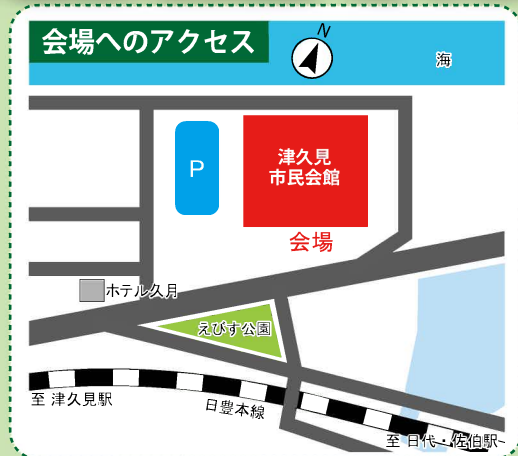 会場へのアクセス
N
海
P
津久見
市民会館
会場
ホテル久月
えびす公園
至 津久見駅
日豊本線
至 日代・佐伯駅~